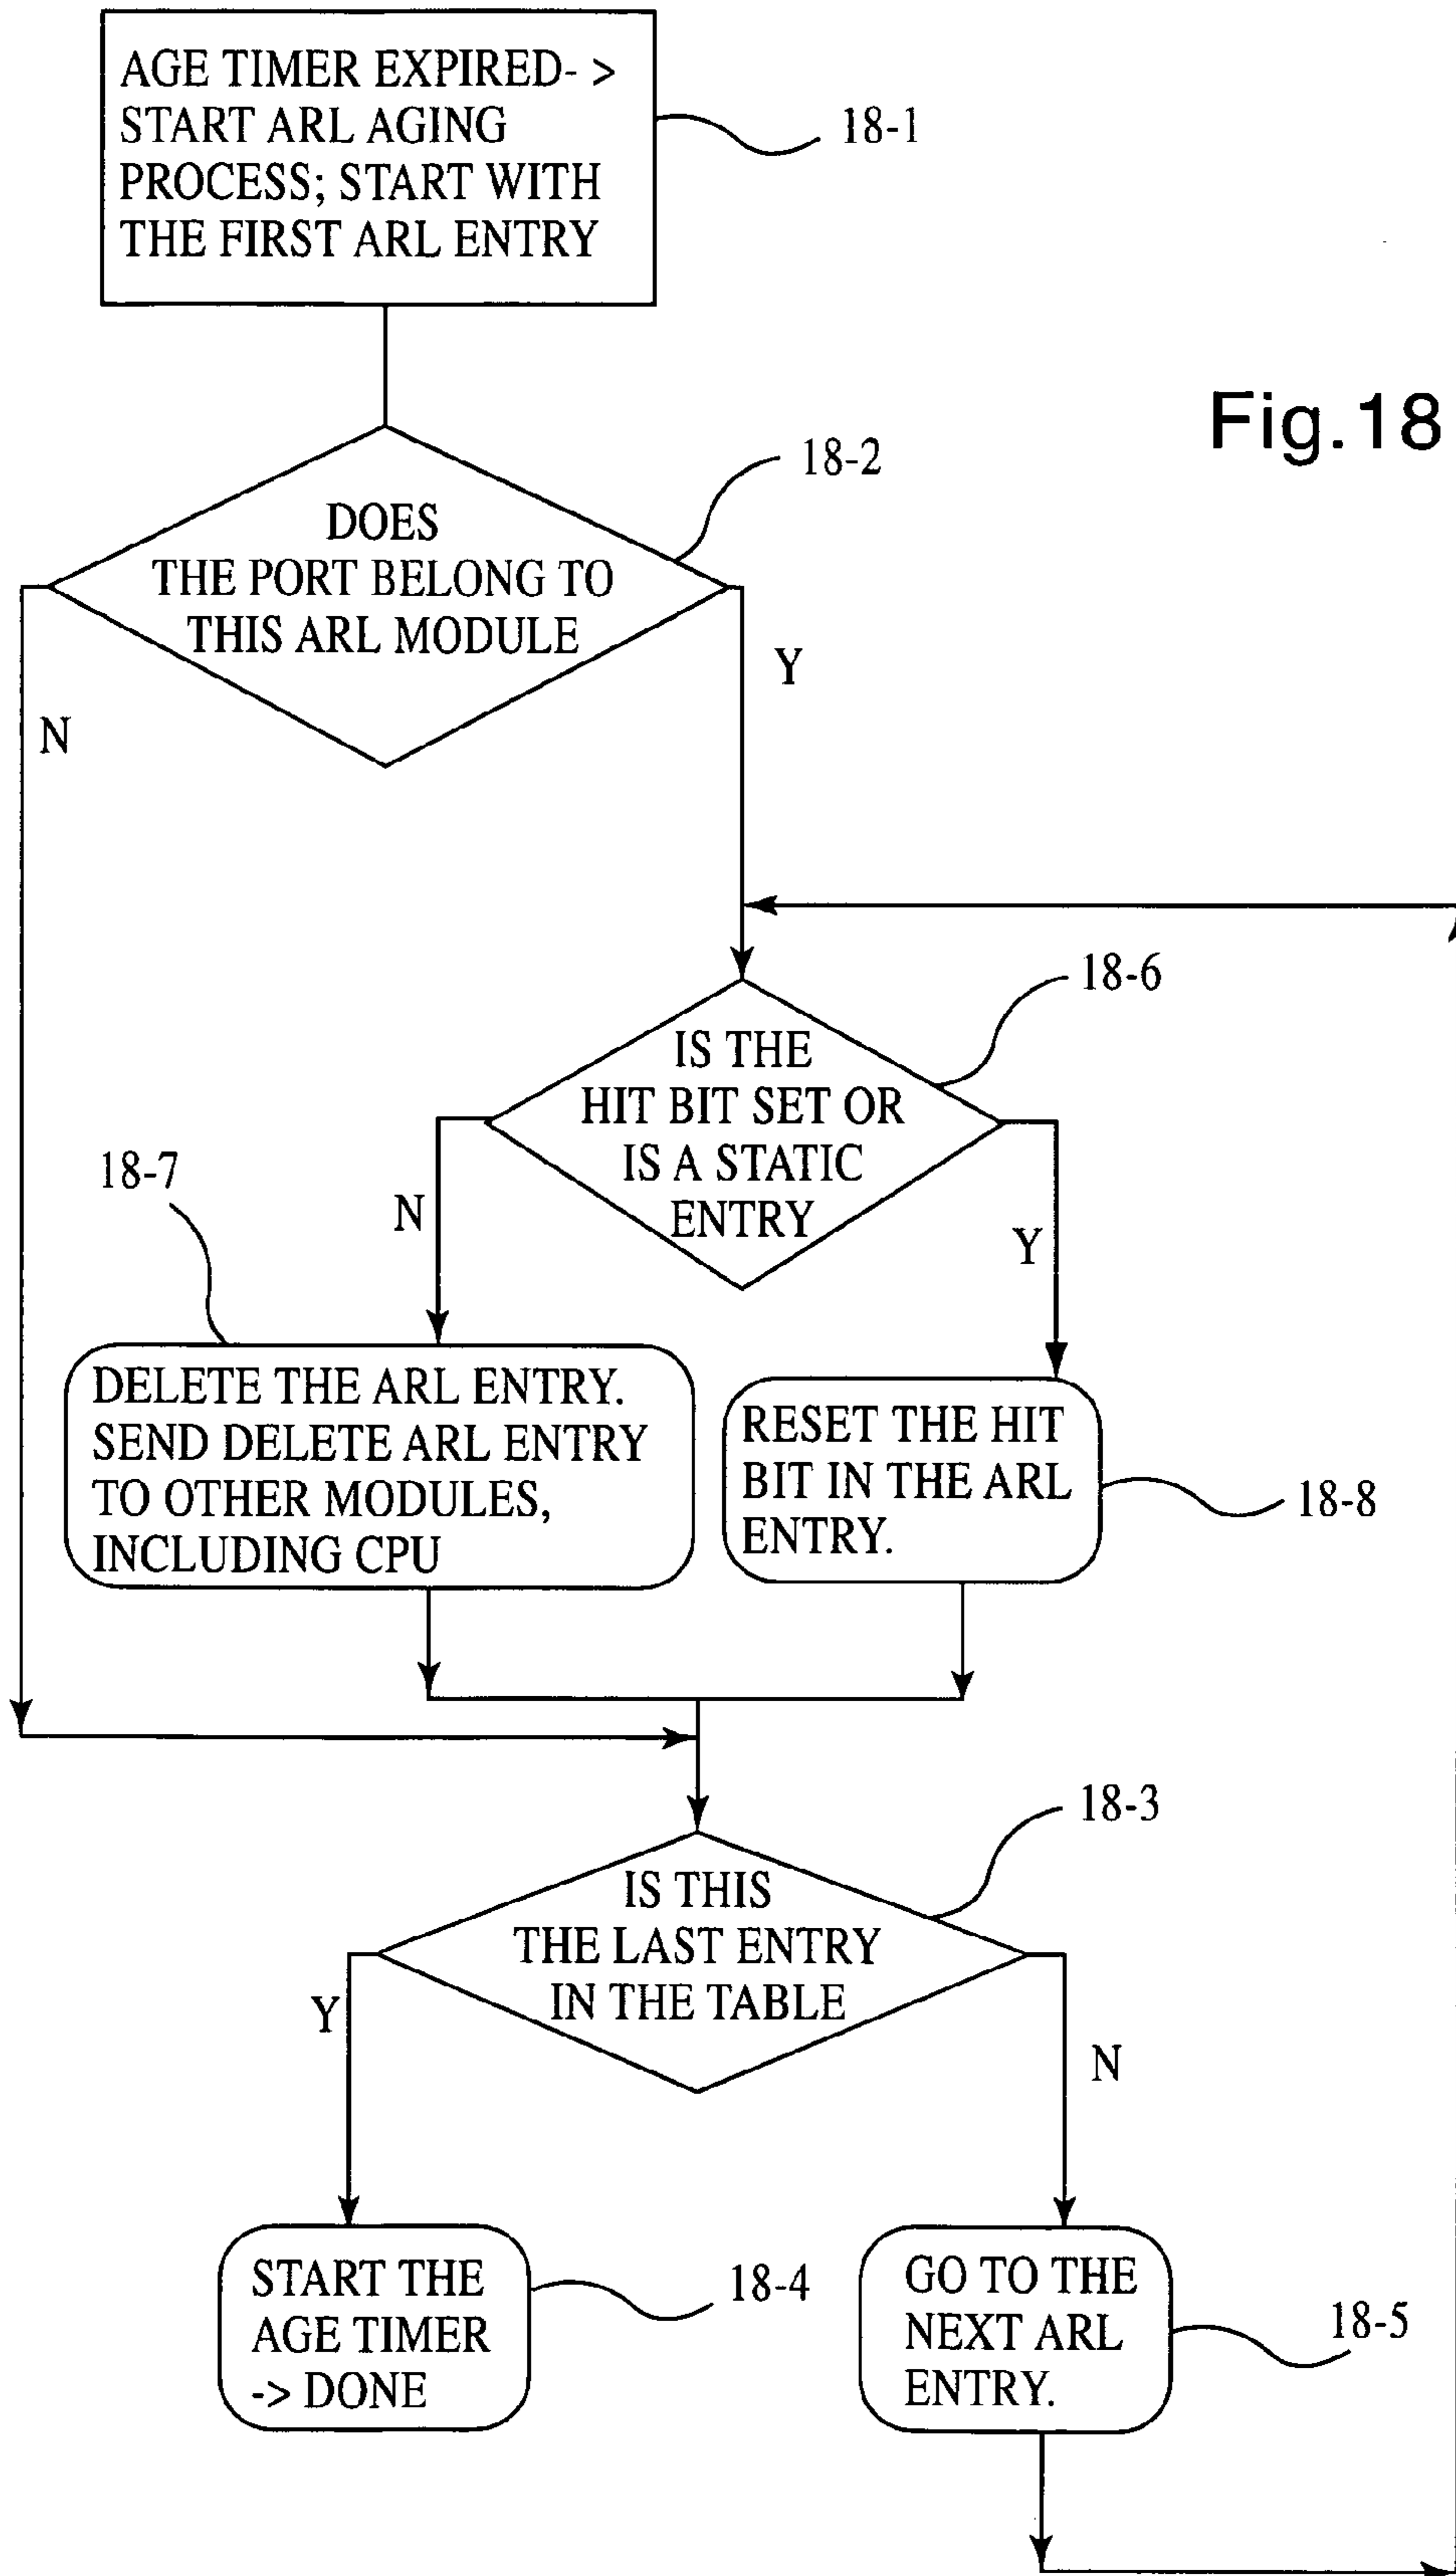 AGE TIMER EXPIRED- >
START ARL AGING
PROCESS; START WITH
THE FIRST ARL ENTRY
18-1
Fig.18
18-2
DOES
THE PORT BELONG TO
THIS ARL MODULE
Y
N
18-6
IS THE
HIT BIT SET OR
IS A STATIC
ENTRY
18-7
N
Y
DELETE THE ARL ENTRY.
SEND DELETE ARL ENTRY
TO OTHER MODULES,
INCLUDING CPU
RESET THE HIT
BIT IN THE ARL
ENTRY.
18-8
18-3
IS THIS
THE LAST ENTRY
IN THE TABLE
Y
N
START THE
AGE TIMER
-> DONE
18-4
GO TO THE
NEXT ARL
ENTRY.
18-5